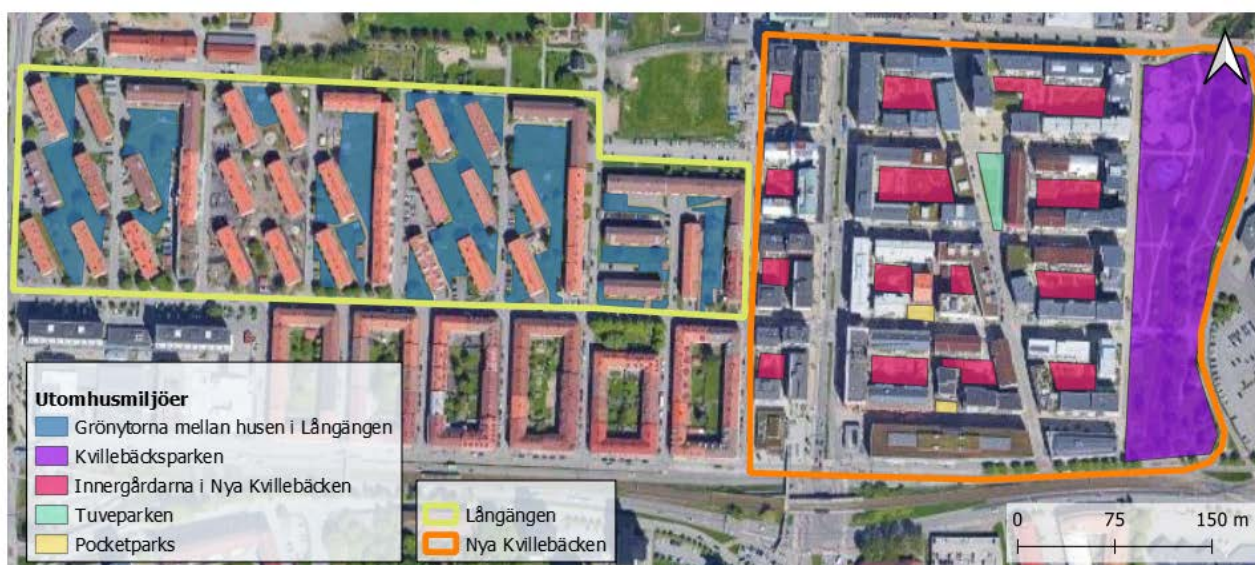 Utomhusmiljöer
Grönytorna mellan husen i Långängen
Kvillebäcksparken
Innergårdarna i Nya Kvillebäcken
Tuveparken
Pocketparks
Långängen
Nya Kvillebäcken
0 75 150 m